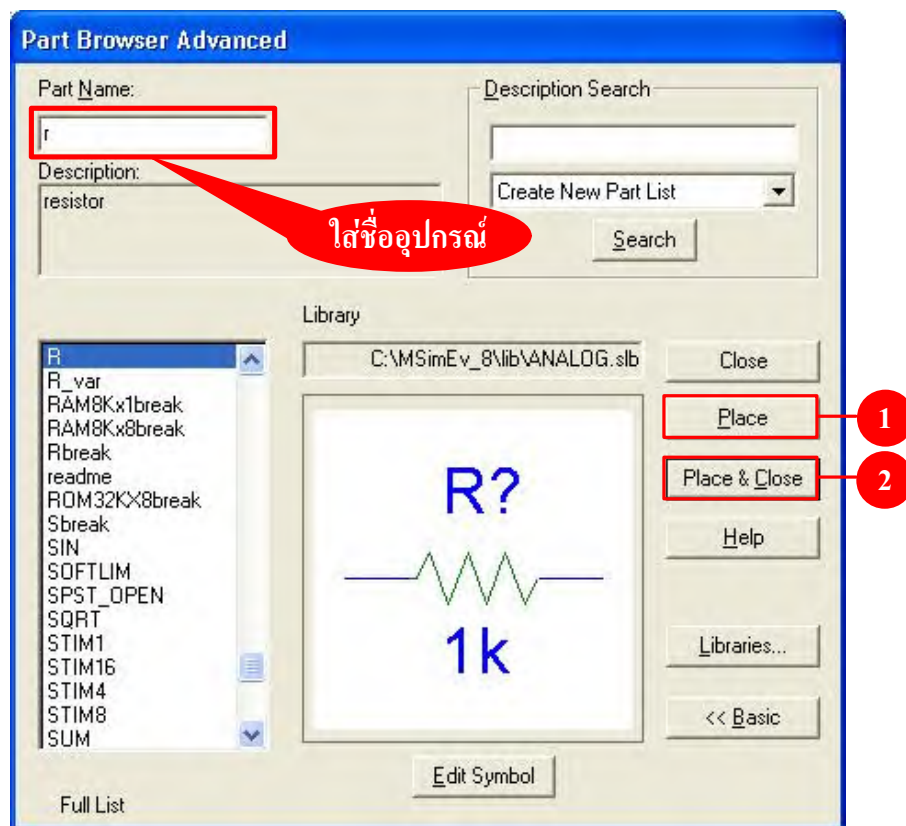 Part Browser Advanced
Part Name:
r
Description:
resistor
ใส่ชื่ออุปกรณ์
Description Search
Create New Part List
Search
Library
C:\MSimEv_8\lib\ANALOG.slb
R
R_var
RAM8Kx1break
RAM8Kx8break
Rbreak
readme
ROM32KX8break
Sbreak
SIN
SOFTLIM
SPST_OPEN
SQRT
STIM1
STIM16
STIM4
STIM8
SUM
Full List
R?
1k
Edit Symbol
Close
Place
1
Place & Close
2
Help
Libraries...
<< Basic